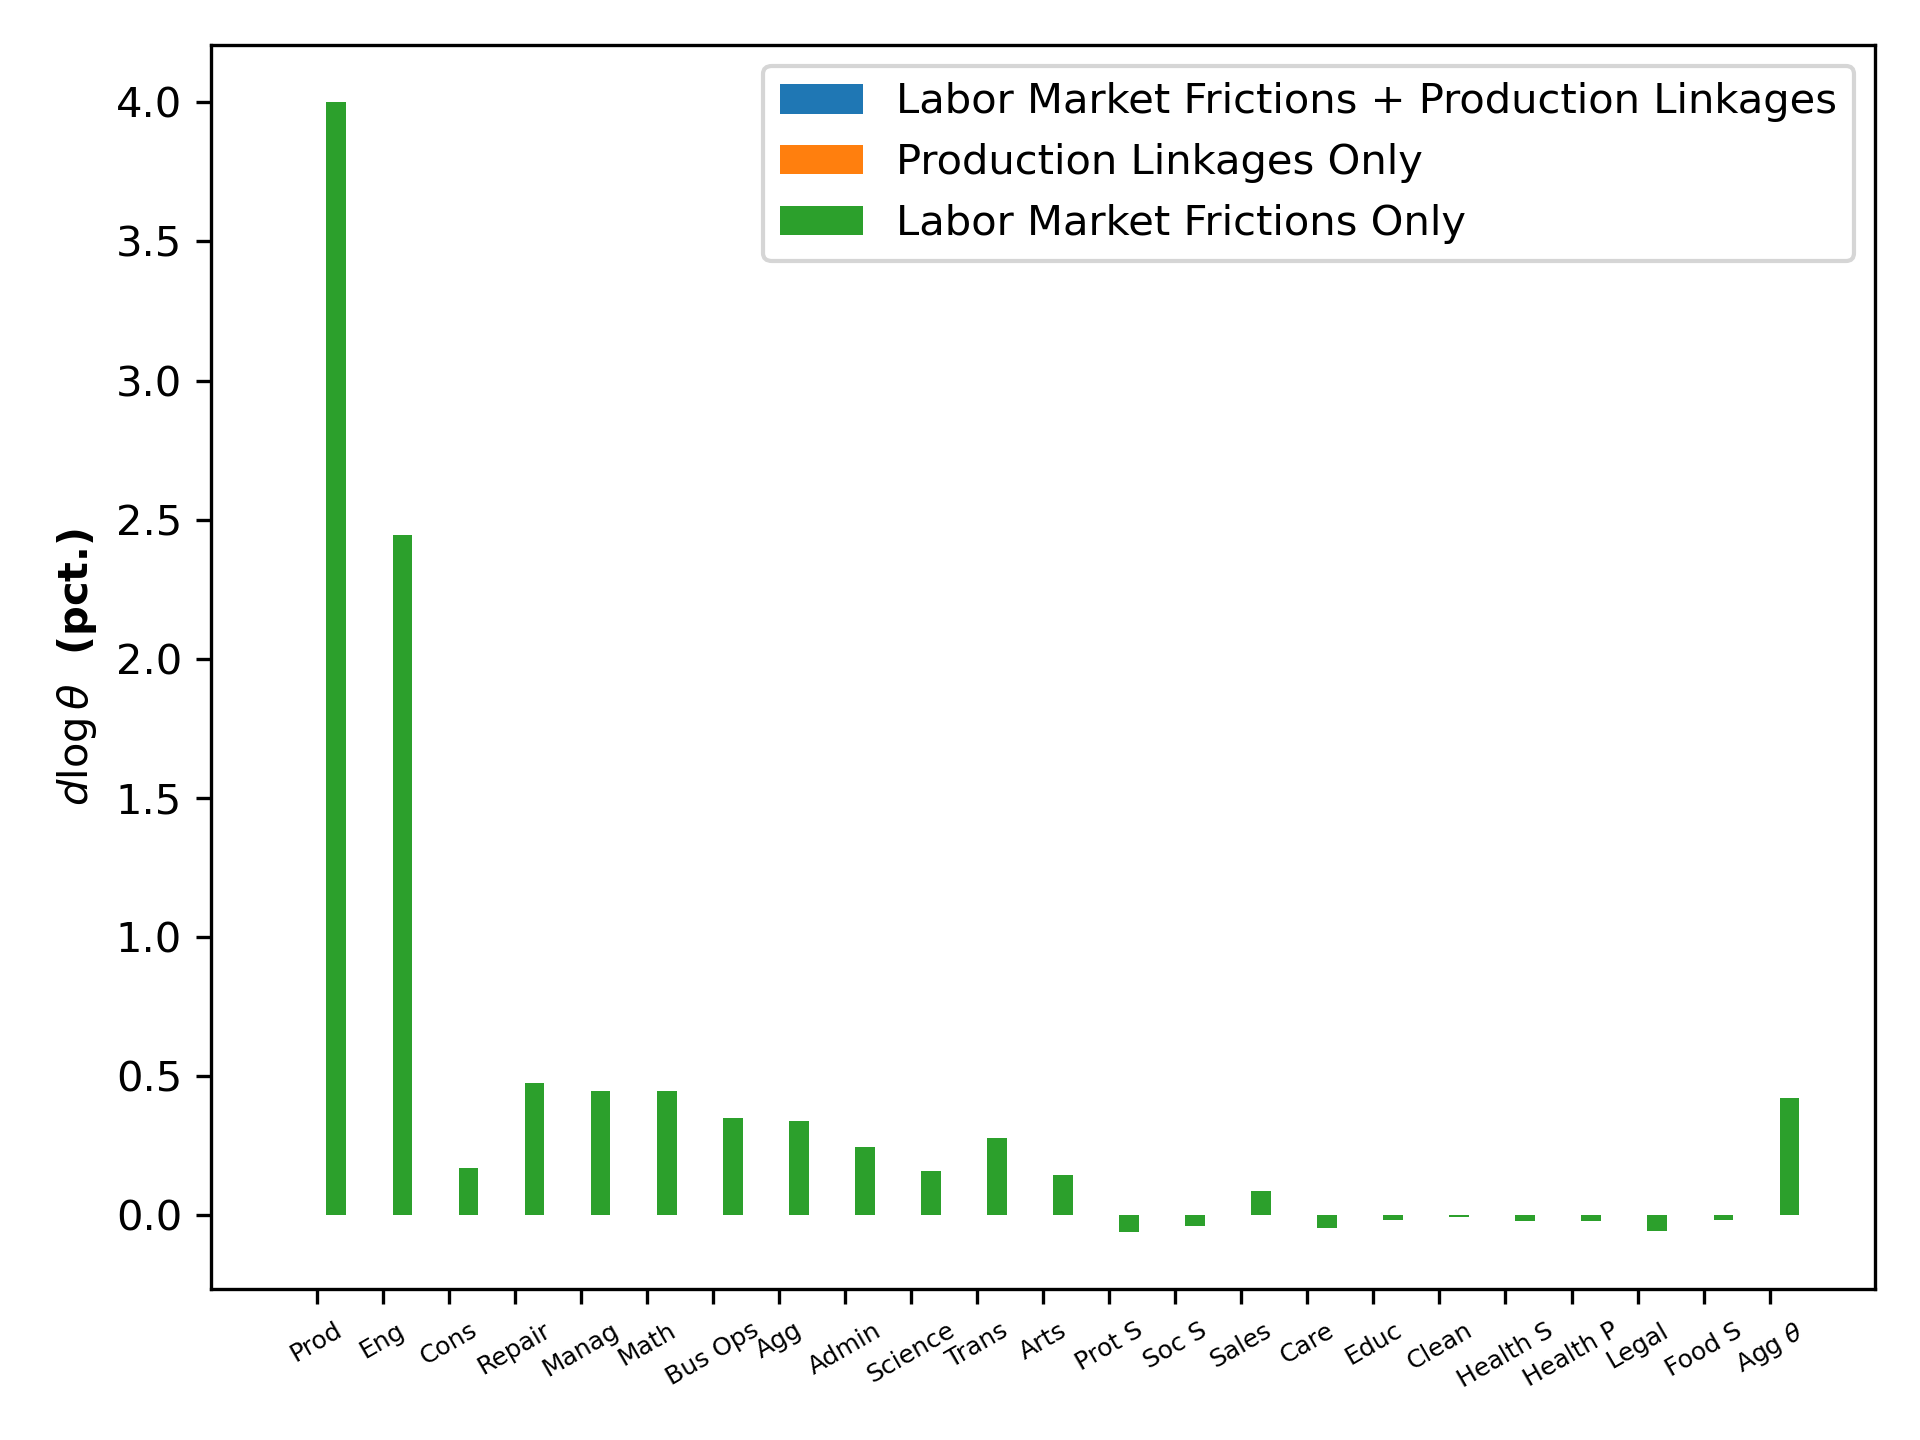 Labor Market Frictions + Production Linkages
Production Linkages Only
Labor Market Frictions Only
4.0
3.5
3.0
2.5
2.0
1.5
1.0
0.5
0.0
d log θ (pct.)
Prod
Eng
Cons
Repair
Manag
Math
Bus Ops
Agg
Admin
Science
Trans
Arts
Prot S
Soc S
Sales
Care
Educ
Clean
Health S
Health P
Legal
Food S
Agg θ